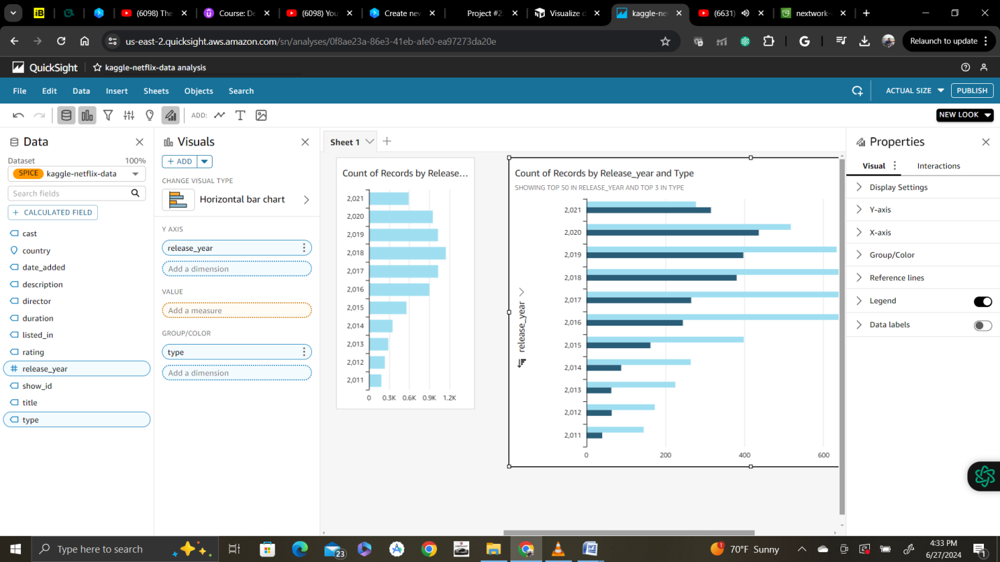 iB
(6098) The
Course: De
(6098) You
Create new
Project #2:
Visualize d
kaggle-net
(6631)
nextwork-
us-east-2.quicksight.aws.amazon.com/sn/analyses/0f8ae23a-86e3-41eb-afe0-ea97273da20e
G
Relaunch to update
QuickSight
kaggle-netflix-data analysis
File Edit Data Insert Sheets Objects Search
ACTUAL SIZE PUBLISH
ADD: T
NEW LOOK
Data
Dataset 100%
SPICE kaggle-netflix-data
Search fields
+ CALCULATED FIELD
cast
country
date_added
description
director
duration
listed_in
rating
# release_year
show_id
title
type
Visuals
+ ADD
CHANGE VISUAL TYPE
Horizontal bar chart
Y AXIS
release_year
Add a dimension
VALUE
Add a measure
GROUP/COLOR
type
Add a dimension
Sheet 1
Count of Records by Release...
2,021
2,020
2,019
2,018
2,017
2,016
2,015
2,014
2,013
2,012
2,011
0 0.3K 0.6K 0.9K 1.2K
Count of Records by Release_year and Type
SHOWING TOP 50 IN RELEASE_YEAR AND TOP 3 IN TYPE
release_year
2,021
2,020
2,019
2,018
2,017
2,016
2,015
2,014
2,013
2,012
2,011
0 200 400 600
Properties
Visual Interactions
Display Settings
Y-axis
X-axis
Group/Color
Reference lines
Legend
Data labels
Type here to search
23
70°F Sunny
4:33 PM
6/27/2024
1